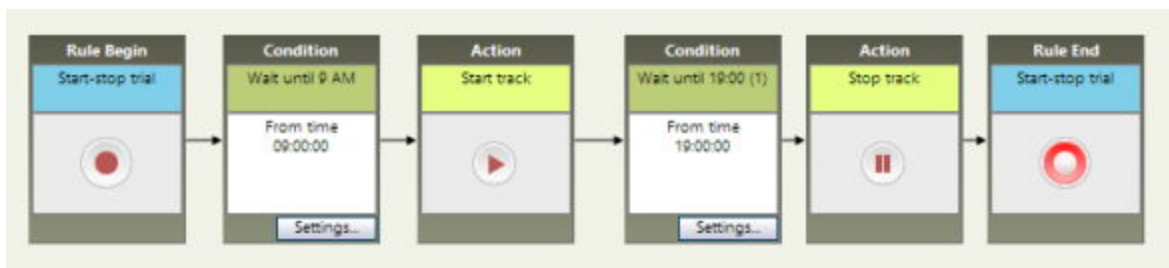 Rule Begin
Start-stop trial
Condition
Wait until 9 AM
From time
09:00:00
Settings...
Action
Start track
Condition
Wait until 19:00 (1)
From time
19:00:00
Settings...
Action
Stop track
Rule End
Start-stop trial